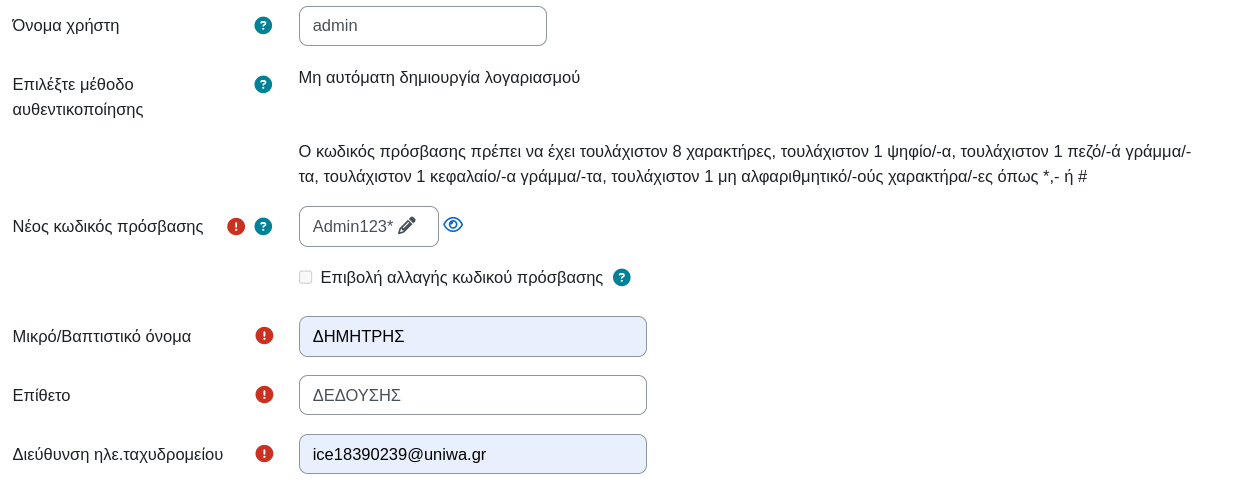 Όνομα χρήστη
admin
Επιλέξτε μέθοδο
αυθεντικοποίησης
Μη αυτόματη δημιουργία λογαριασμού
Ο κωδικός πρόσβασης πρέπει να έχει τουλάχιστον 8 χαρακτήρες, τουλάχιστον 1 ψηφίο/-α, τουλάχιστον 1 πεζό/-ά γράμμα/-
τα, τουλάχιστον 1 κεφαλαίο/-α γράμμα/-τα, τουλάχιστον 1 μη αλφαριθμητικό/-ούς χαρακτήρα/-ες όπως *,- ή #
Νέος κωδικός πρόσβασης
Admin123*
Επιβολή αλλαγής κωδικού πρόσβασης
Μικρό/Βαπτιστικό όνομα
ΔΗΜΗΤΡΗΣ
Επίθετο
ΔΕΔΟΥΣΗΣ
Διεύθυνση ηλε.ταχυδρομείου
ice18390239@uniwa.gr